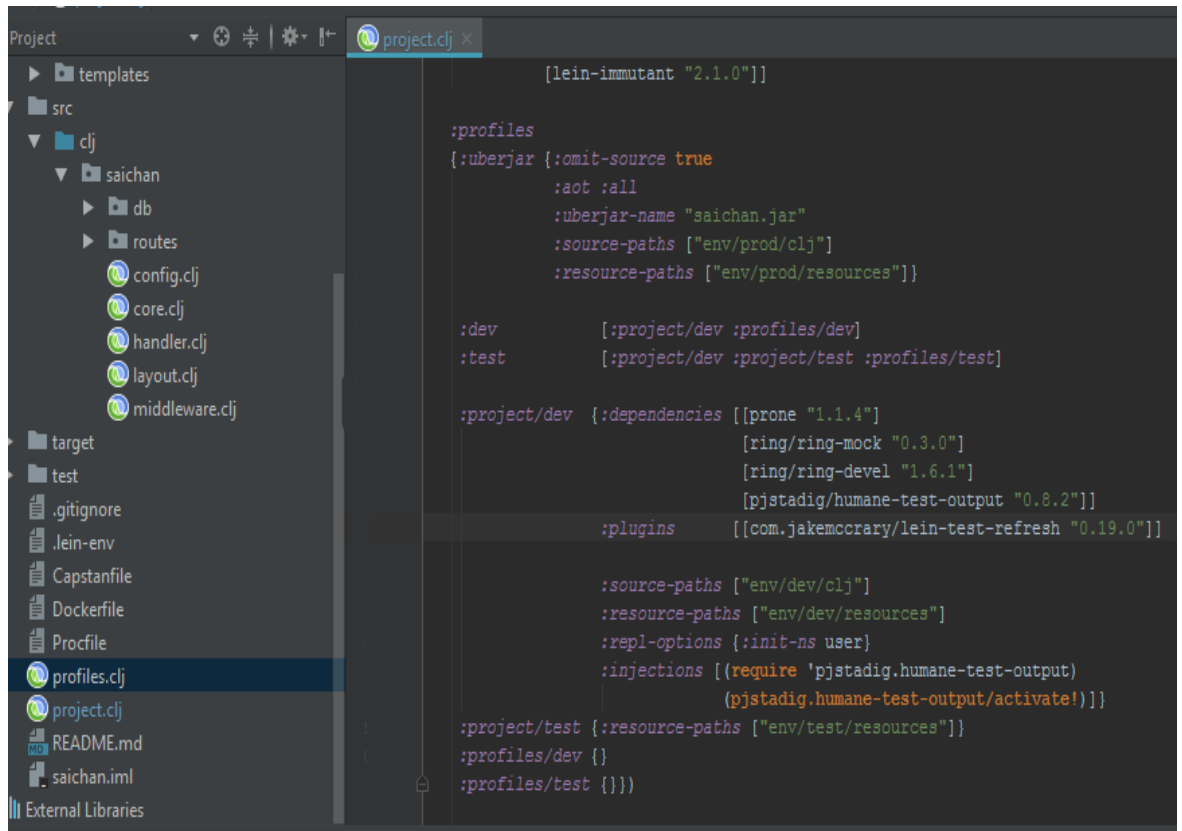 Project
templates
src
clj
saichan
db
routes
config.clj
core.clj
handler.clj
layout.clj
middleware.clj
target
test
.gitignore
.lein-env
Capstanfile
Dockerfile
Procfile
profiles.clj
project.clj
MD README.md
saichan.iml
External Libraries
project.clj
[lein-immutant "2.1.0"]]
:profiles
{:uberjar {:omit-source true
:aot :all
:uberjar-name "saichan.jar"
:source-paths ["env/prod/clj"]
:resource-paths ["env/prod/resources"]}
:dev [:project/dev :profiles/dev]
:test [:project/dev :project/test :profiles/test]
:project/dev {:dependencies [[prone "1.1.4"]
[ring/ring-mock "0.3.0"]
[ring/ring-devel "1.6.1"]
[pjstadig/humane-test-output "0.8.2"]]
:plugins [[com.jakemccrary/lein-test-refresh "0.19.0"]]
:source-paths ["env/dev/clj"]
:resource-paths ["env/dev/resources"]
:repl-options {:init-ns user}
:injections [(require 'pjstadig.humane-test-output)
(pjstadig.humane-test-output/activate!)]}
:project/test {:resource-paths ["env/test/resources"]}
:profiles/dev {}
:profiles/test {}})